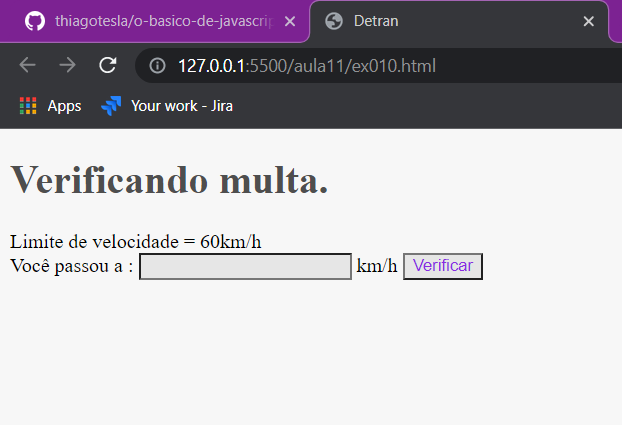 thiagotesla/o-basico-de-javascrip
Detran
127.0.0.1:5500/aula11/ex010.html
Apps
Your work - Jira
Verificando multa.
Limite de velocidade = 60km/h
Você passou a : km/h Verificar